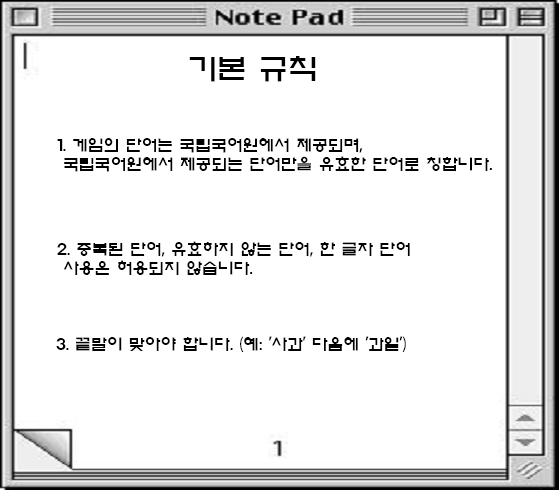 Note Pad
기본 규칙
1. 게임의 단어는 국립국어원에서 제공되며,
국립국어원에서 제공되는 단어만을 유효한 단어로 칭합니다.
2. 중복된 단어, 유효하지 않는 단어, 한 글자 단어
사용은 허용되지 않습니다.
3. 끝말이 맞아야 합니다. (예: '사과' 다음에 '과일')
1